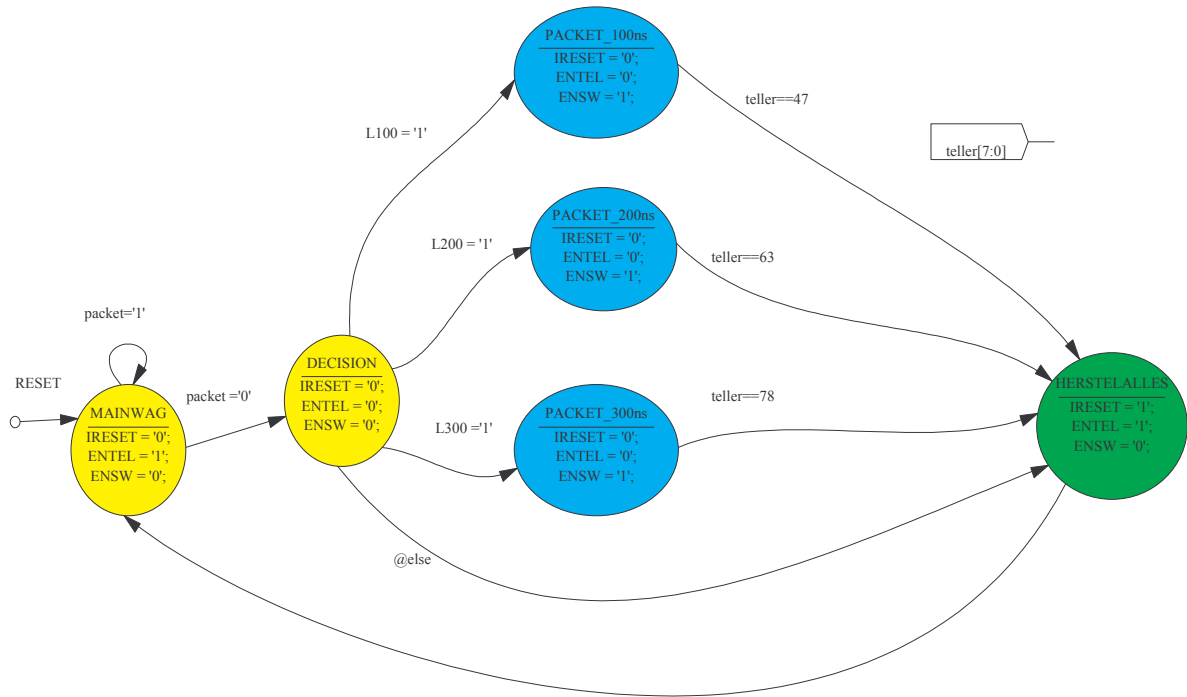 PACKET_100ns
IRESET = '0';
ENTEL = '0';
ENSW = '1';
teller==47
L100 = '1'
teller[7:0]
PACKET_200ns
IRESET = '0';
ENTEL = '0';
ENSW = '1';
L200 = '1'
teller==63
packet='1'
RESET
packet ='0'
MAINWAG
IRESET = '0';
ENTEL = '1';
ENSW = '0';
DECISION
IRESET = '0';
ENTEL = '0';
ENSW = '0';
L300 ='1'
PACKET_300ns
IRESET = '0';
ENTEL = '0';
ENSW = '1';
teller==78
HERSTELALLES
IRESET = '1';
ENTEL = '1';
ENSW = '0';
@else